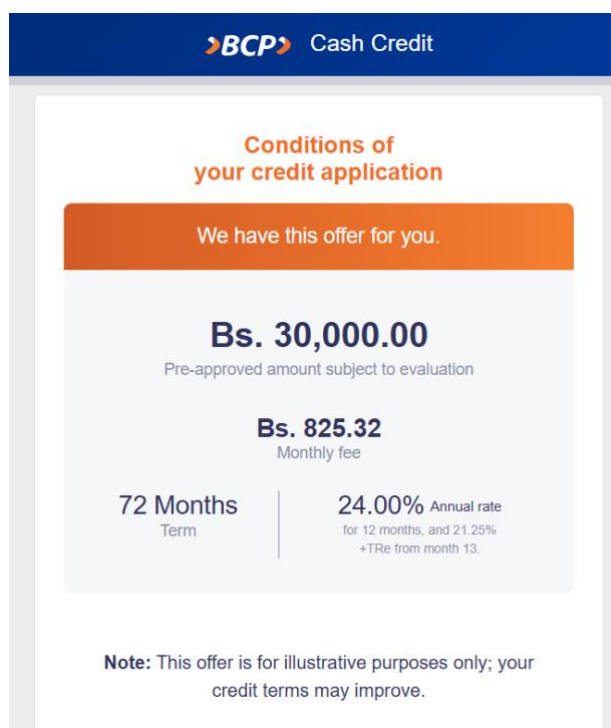 BCP Cash Credit
Conditions of
your credit application
We have this offer for you.
Bs. 30,000.00
Pre-approved amount subject to evaluation
Bs. 825.32
Monthly fee
72 Months
Term
24.00% Annual rate
for 12 months, and 21.25%
+TRe from month 13.
Note: This offer is for illustrative purposes only; your
credit terms may improve.